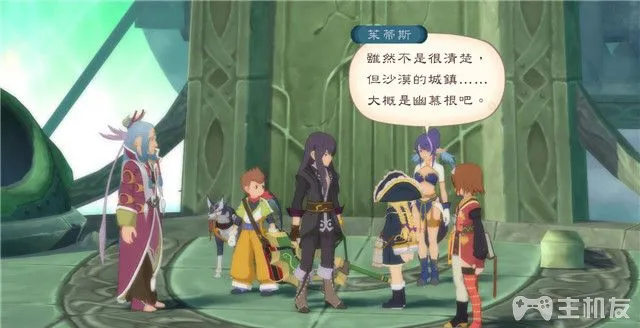 茱蒂斯
雖然不是很清楚，
但沙漠的城鎮……
大概是幽慕根吧。
主机友